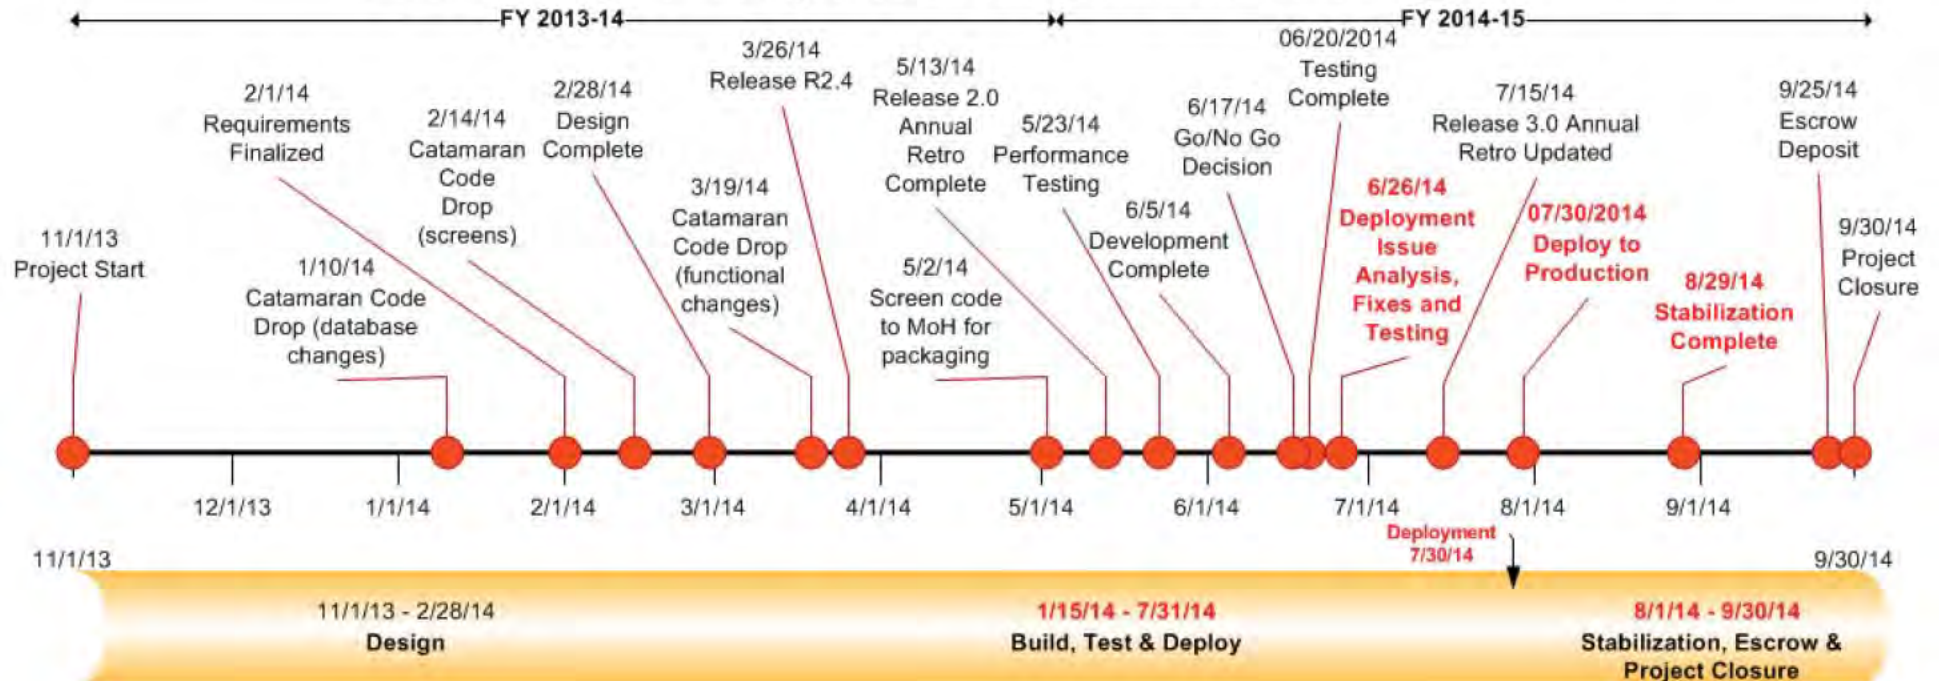 FY 2013-14
FY 2014-15
11/1/13
Project Start
2/1/14
Requirements
Finalized
1/10/14
Catamaran Code
Drop (database
changes)
2/14/14
Catamaran
Code
Drop
(screens)
2/28/14
Design
Complete
3/26/14
Release R2.4
3/19/14
Catamaran
Code Drop
(functional
changes)
5/13/14
Release 2.0
Annual
Retro
Complete
5/2/14
Screen code
to MoH for
packaging
5/23/14
Performance
Testing
6/5/14
Development
Complete
6/17/14
Go/No Go
Decision
06/20/2014
Testing
Complete
6/26/14
Deployment
Issue
Analysis,
Fixes and
Testing
7/15/14
Release 3.0 Annual
Retro Updated
07/30/2014
Deploy to
Production
8/29/14
Stabilization
Complete
9/25/14
Escrow
Deposit
9/30/14
Project
Closure
12/1/13
1/1/14
2/1/14
3/1/14
4/1/14
5/1/14
6/1/14
7/1/14
8/1/14
9/1/14
Deployment
7/30/14
11/1/13
9/30/14
11/1/13 - 2/28/14
Design
1/15/14 - 7/31/14
Build, Test & Deploy
8/1/14 - 9/30/14
Stabilization, Escrow &
Project Closure